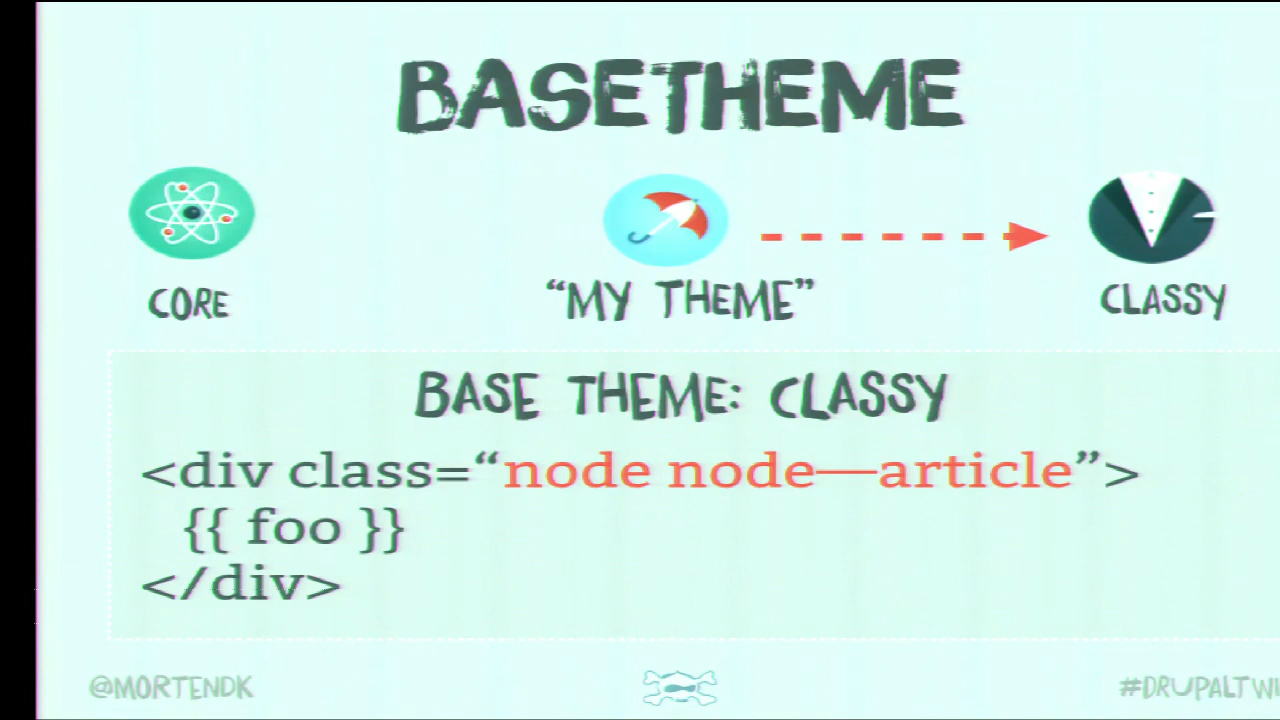 BASETHEME
CORE
“MY THEME”
CLASSY
BASE THEME: CLASSY
<div class=“node node—article”>
{{ foo }}
</div>
@MORTENDK